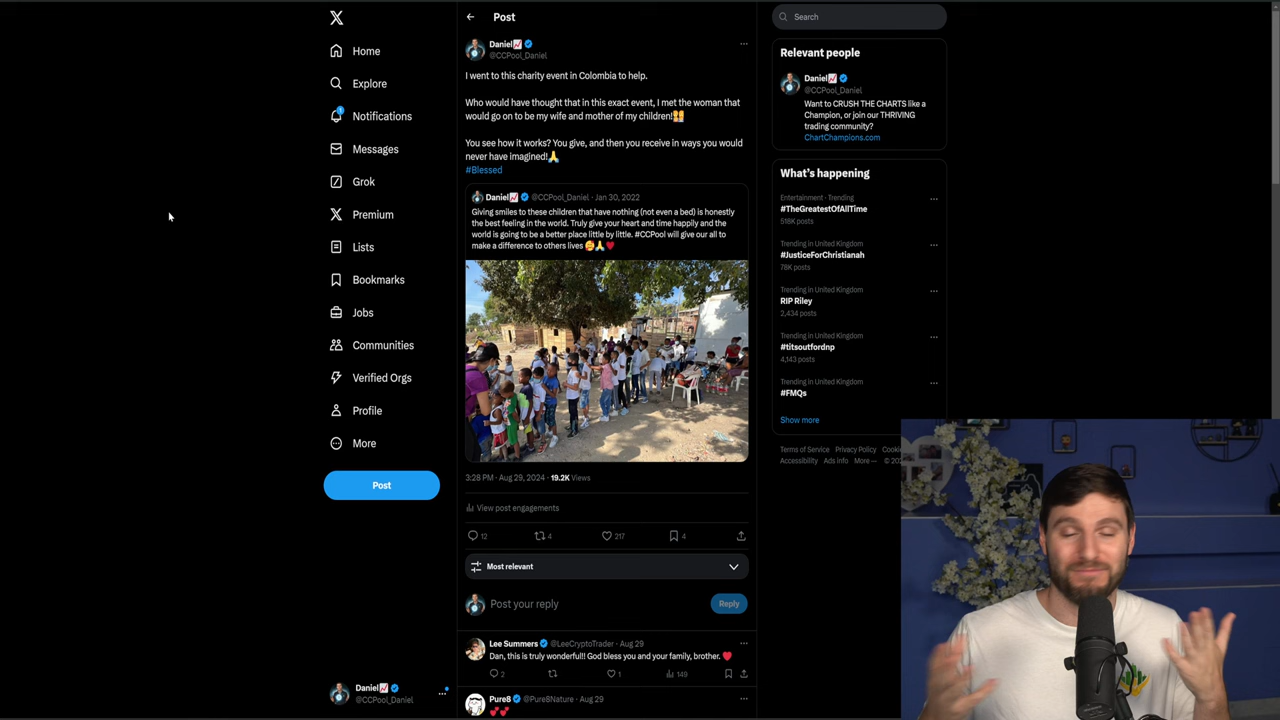 Home
Explore
1
Notifications
Messages
Grok
Premium
Lists
Bookmarks
Jobs
Communities
Verified Orgs
Profile
More
Post
Daniel📈
@CCPool_Daniel
Post
Daniel📈
@CCPool_Daniel
I went to this charity event in Colombia to help.
Who would have thought that in this exact event, I met the woman that
would go on to be my wife and mother of my children!
You see how it works? You give, and then you receive in ways you would
never have imagined!🙏
#Blessed
Daniel📈 @CCPool_Daniel · Jan 30, 2022
Giving smiles to these children that have nothing (not even a bed) is honestly
the best feeling in the world. Truly give your heart and time happily and the
world is going to be a better place little by little. #CCPool will give our all to
make a difference to others lives 🥰🙏♥️
3:28 PM · Aug 29, 2024 · 19.2K Views
View post engagements
12 4 217 4
Most relevant
Post your reply
Reply
Lee Summers @LeeCryptoTrader · Aug 29
Dan, this is truly wonderful!! God bless you and your family, brother. ♥️
2 1 149
Pure8 @Pure8Nature · Aug 29
💕💕
Search
Relevant people
Daniel📈
@CCPool_Daniel
Want to CRUSH THE CHARTS like a
Champion, or join our THRIVING
trading community?
ChartChampions.com
What's happening
Entertainment · Trending
#TheGreatestOfAllTime
518K posts
Trending in United Kingdom
#JusticeForChristianah
78K posts
Trending in United Kingdom
RIP Riley
2,434 posts
Trending in United Kingdom
#titsoutfordnp
4,143 posts
Trending in United Kingdom
#FMQs
Show more
Terms of Service Privacy Policy
Accessibility Ads info More